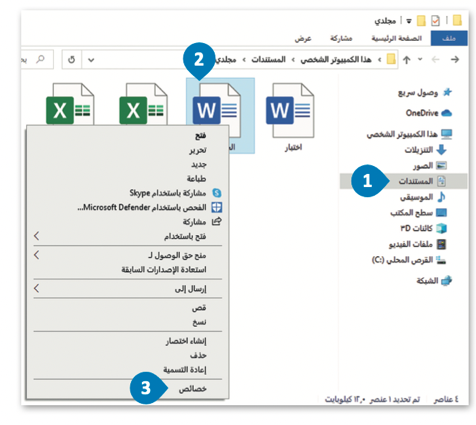 مجلدي
ملف الصفحة الرئيسية مشاركة عرض
هذا الكمبيوتر الشخصي ‹ المستندات ‹ مجلدي
2
وصول سريع
OneDrive
هذا الكمبيوتر الشخصي
التنزيلات
الصور
المستندات
1
الموسيقى
سطح المكتب
كائنات ٣D
ملفات الفيديو
القرص المحلي (C:)
الشبكة
W
اختبار
W
X
X
فتح
تحرير
جديد
طباعة
مشاركة باستخدام Skype
الفحص باستخدام Microsoft Defender...
مشاركة
فتح باستخدام
منح حق الوصول لـ
استعادة الإصدارات السابقة
إرسال إلى
قص
نسخ
إنشاء اختصار
حذف
إعادة التسمية
خصائص
3
٤ عناصر تم تحديد ١ عنصر ١٢,٠ كيلوبايت